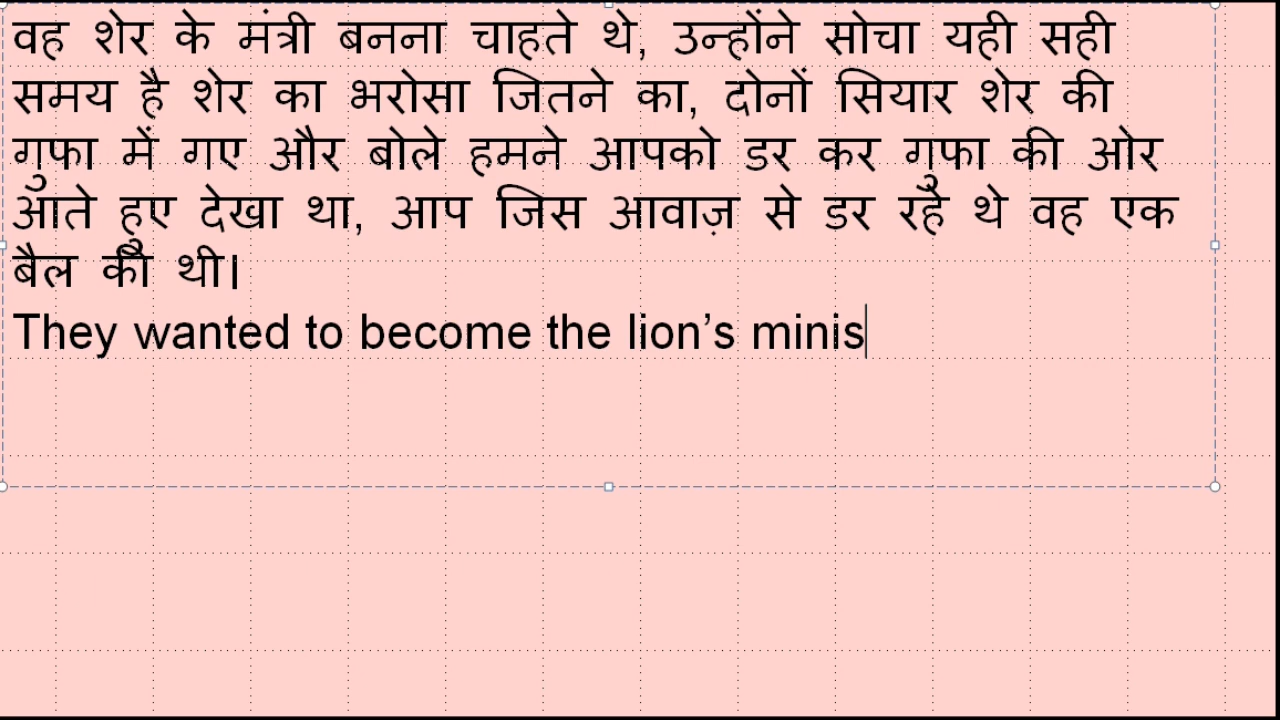 वह शेर के मंत्री बनना चाहते थे, उन्होंने सोचा यही सही
समय है शेर का भरोसा जितने का, दोनों सियार शेर की
गुफा में गए और बोले हमने आपको डर कर गुफा की ओर
आते हुए देखा था, आप जिस आवाज़ से डर रहे थे वह एक
बैल की थी।
They wanted to become the lion’s minis